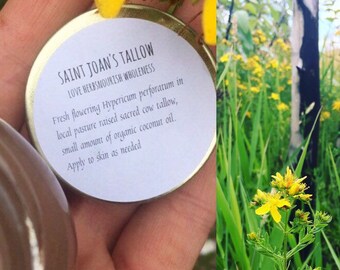 SAINT JOAN'S TALLOW
LOVE HERBS NOURISH WHOLENESS
Fresh flowering Hypericum perforatum in
local pasture raised sacred cow tallow,
small amount of organic coconut oil.
Apply to skin as needed